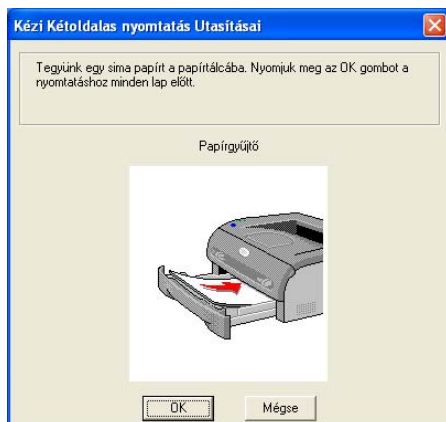 Kézi Kétoldalas nyomtatás Utasításai
Tegyünk egy sima papírt a papírtálcába. Nyomjuk meg az OK gombot a
nyomtatáshoz minden lap előtt.
Papírgyűjtő
OK
Mégse